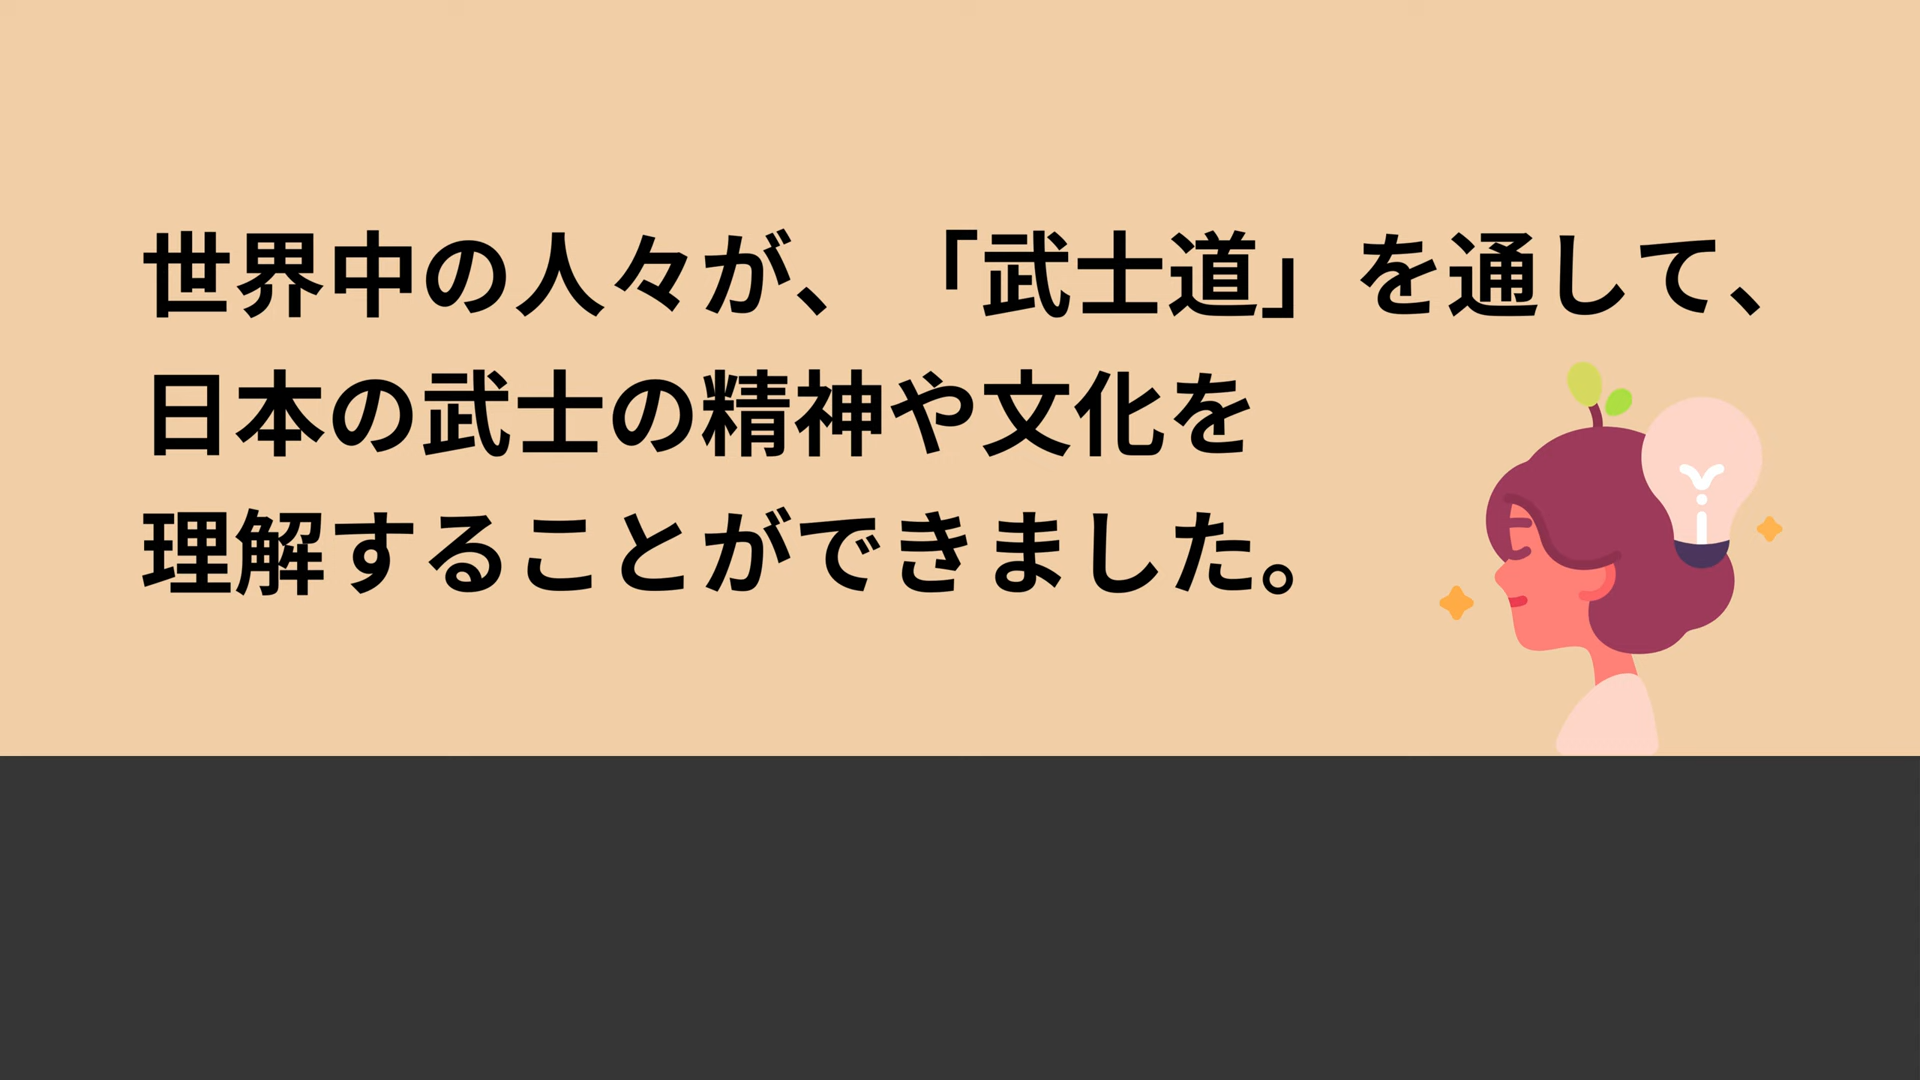 世界中の人々が、「武士道」を通して、
日本の武士の精神や文化を
理解することができました。